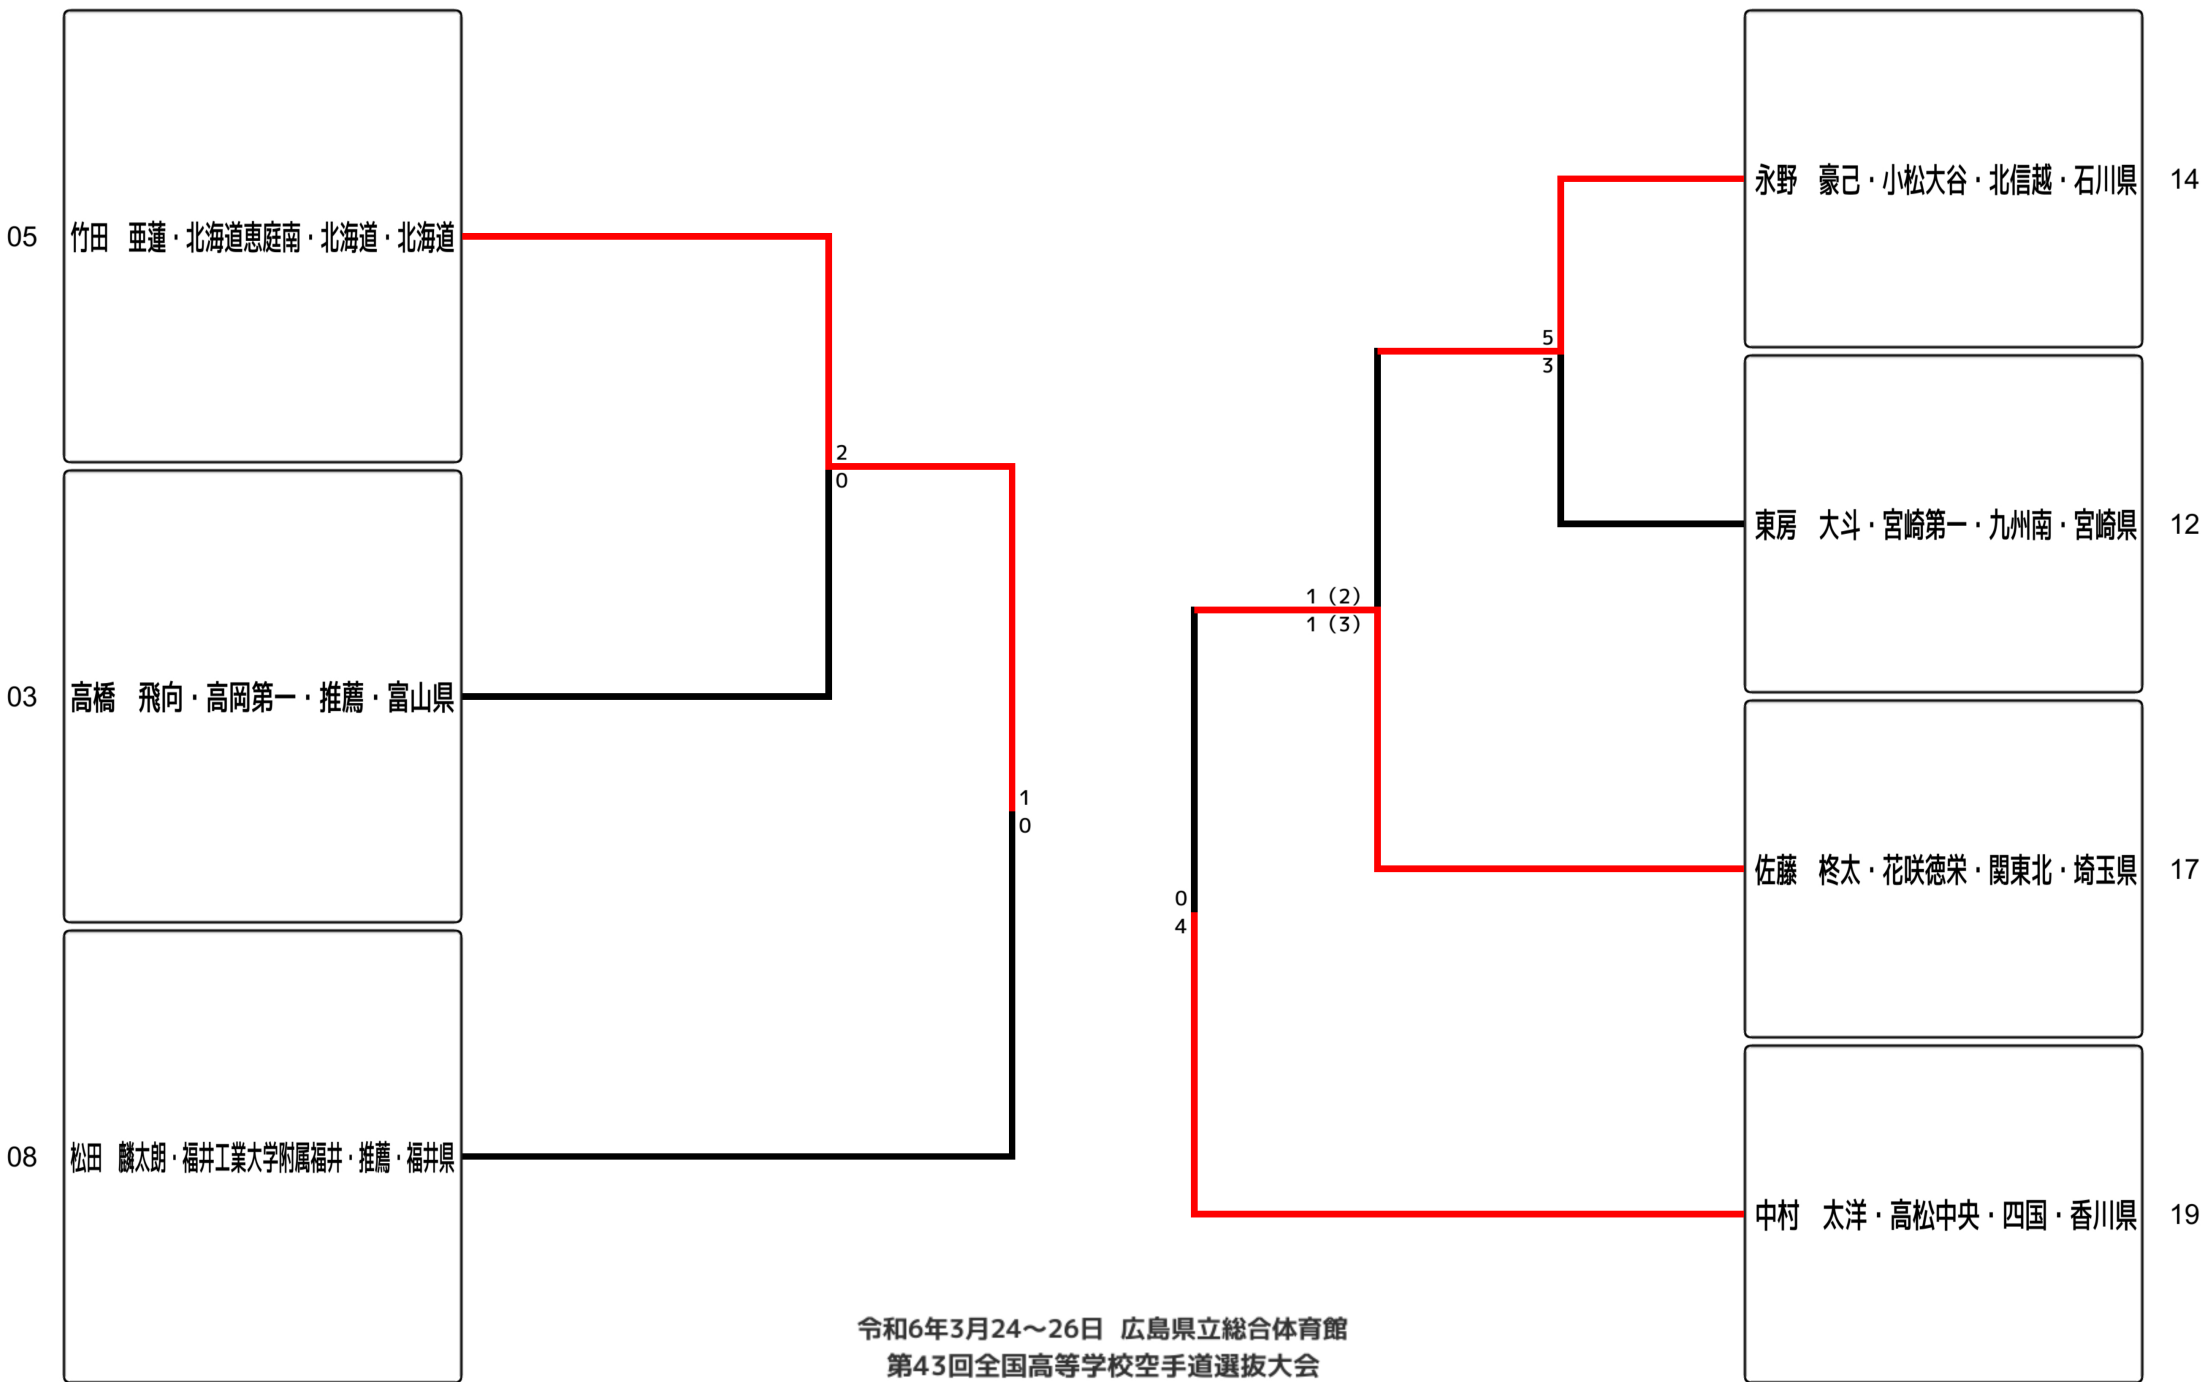 05
竹田　亜蓮・北海道恵庭南・北海道・北海道
2
0
03
高橋　飛向・高岡第一・推薦・富山県
1
0
08
松田　麟太朗・福井工業大学附属福井・推薦・福井県
永野　豪己・小松大谷・北信越・石川県
14
5
3
東房　大斗・宮崎第一・九州南・宮崎県
12
1（2）
1（3）
佐藤　柊太・花咲徳栄・関東北・埼玉県
17
0
4
中村　太洋・高松中央・四国・香川県
19
令和6年3月24～26日 広島県立総合体育館
第43回全国高等学校空手道選抜大会